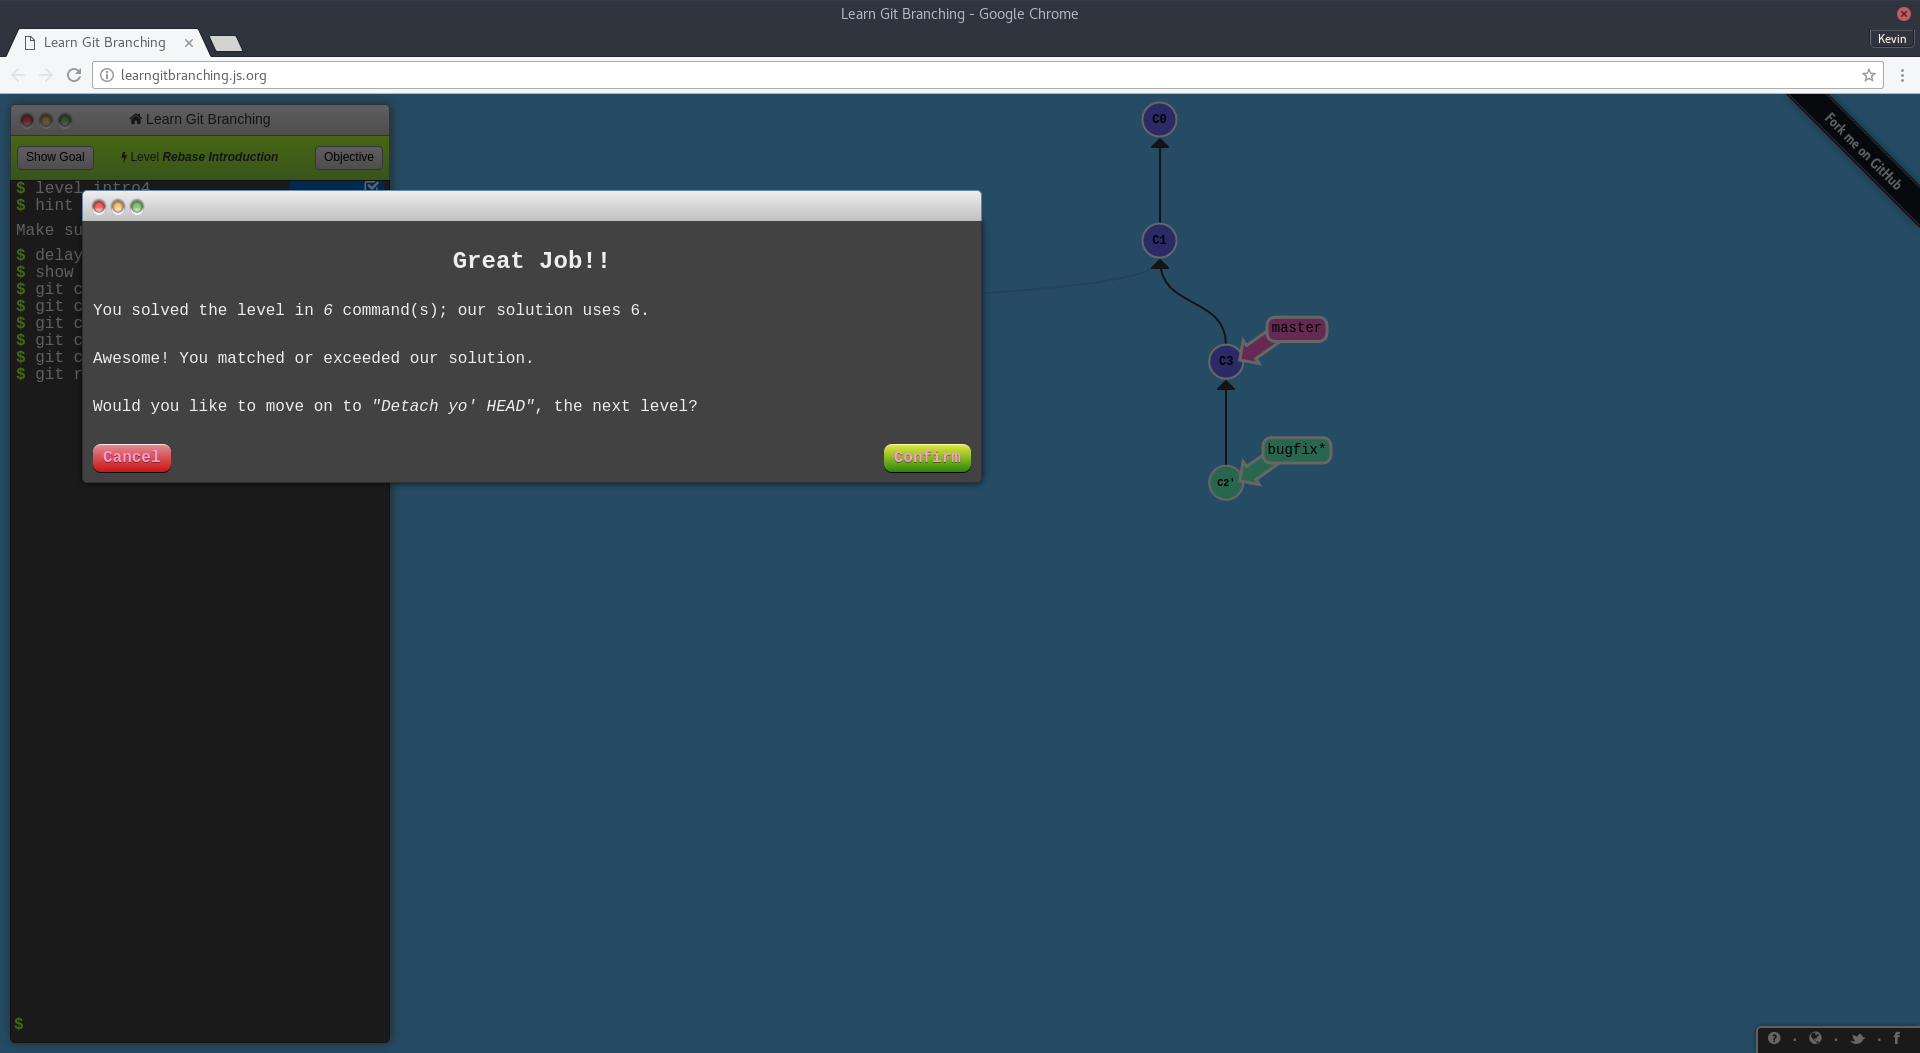 Learn Git Branching - Google Chrome
Learn Git Branching
Kevin
learngitbranching.js.org
Learn Git Branching
Show Goal
Level Rebase Introduction
Objective
$ level intro4
$ hint
Make su
$ delay
$ show
$ git c
$ git c
$ git c
$ git c
$ git c
$ git r
$
Great Job!!
You solved the level in 6 command(s); our solution uses 6.
Awesome! You matched or exceeded our solution.
Would you like to move on to "Detach yo' HEAD", the next level?
Cancel
Confirm
C0
C1
master
C3
bugfix*
C2'
Fork me on GitHub